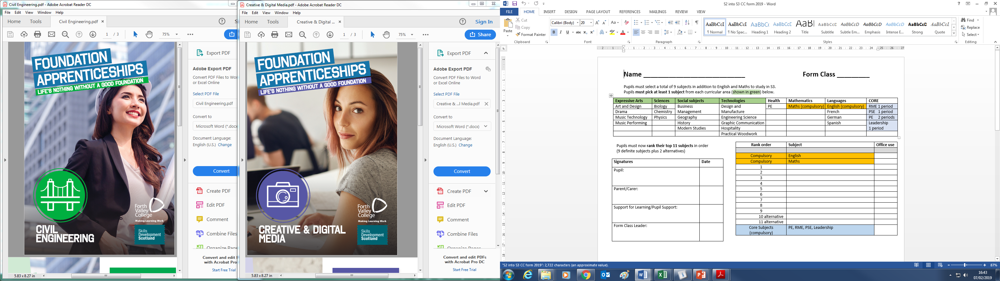 Civil Engineering.pdf - Adobe Acrobat Reader DC
File Edit View Window Help
Home Tools Civil Engineering.pdf ×
1 / 3 75%
FOUNDATION
APPRENTICESHIPS
LIFE'S NOTHING WITHOUT A GOOD FOUNDATION
CIVIL
ENGINEERING
Forth
Valley
College
Making Learning Work
Skills
Development
Scotland
5.83 x 8.27 in
Export PDF
Adobe Export PDF
Convert PDF Files to Wor
or Excel Online
Select PDF File
Civil Engineering.pdf
Convert to
Microsoft Word (*.docx
Document Language:
English (U.S.) Change
Convert
Create PDF
Edit PDF
Comment
Combine Files
Organize Page
Convert and edit
with Acrobat Pro
Start Free Trial
Creative & Digital Media.pdf - Adobe Acrobat Reader DC
File Edit View Window Help
Home Tools Creative & Digital ... × Sign In
1 / 3 75% Share
FOUNDATION
APPRENTICESHIPS
LIFE'S NOTHING WITHOUT A GOOD FOUNDATION
CREATIVE & DIGITAL
MEDIA
Forth
Valley
College
Making Learning Work
Skills
Development
Scotland
5.83 x 8.27 in
Export PDF
Adobe Export PDF
Convert PDF Files to Word
or Excel Online
Select PDF File
Creative & ...l Media.pdf
Convert to
Microsoft Word (*.docx)
Document Language:
English (U.S.) Change
Convert
Create PDF
Edit PDF
Comment
Combine Files
Organize Pages
Convert and edit PDFs
with Acrobat Pro DC
Start Free Trial
S2 into S3 CC form 2019 - Word
FILE HOME INSERT DESIGN PAGE LAYOUT REFERENCES MAILINGS REVIEW VIEW
Paste Cut Copy Format Painter
Calibri (Body) 20
AaBbCcI AaBbCcI AaBbCc AaBbCcE AaBl AaBbCcD AaBbCcD AaBbCcD AaBbCcD AaBbCcD AaBbCcL
¶ Normal ¶ No Spac... Heading 1 Heading 2 Title Subtitle Subtle Em... Emphasis Intense E... Strong Quote
Find
Replace
Select
Clipboard Font Paragraph Styles Editing
Name ____________________________ Form Class _________
Pupils must select a total of 9 subjects in addition to English and Maths to study in S3.
Pupils must pick at least 1 subject from each curricular area (shown in green) below.
Expressive Arts Sciences Social subjects Technologies Health Mathematics Languages CORE
Art and Design Biology Business Design and PE Maths (compulsory) English (compulsory) RME 1 period
Drama Chemistry Management Manufacture French PSE 1 period
Music Technology Physics Geography Engineering Science German PE 2 periods
Music Performing History Graphic Communication Spanish Leadership
Modern Studies Hospitality 1 period
Practical Woodwork
Pupils must now rank their top 11 subjects in order
(9 definite subjects plus 2 alternatives)
Signatures Date
Pupil:
Parent/Carer:
Support for Learning/Pupil Support:
Form Class Leader:
Rank order Subject Office use
Compulsory English
Compulsory Maths
1
2
3
4
5
6
7
8
9
10 alternative
11 alternative
Core Subjects PE, RME, PSE, Leadership
(compulsory)
"S2 into S3 CC form 2019": 2,722 characters (an approximate value).
87%
16:43
07/02/2019